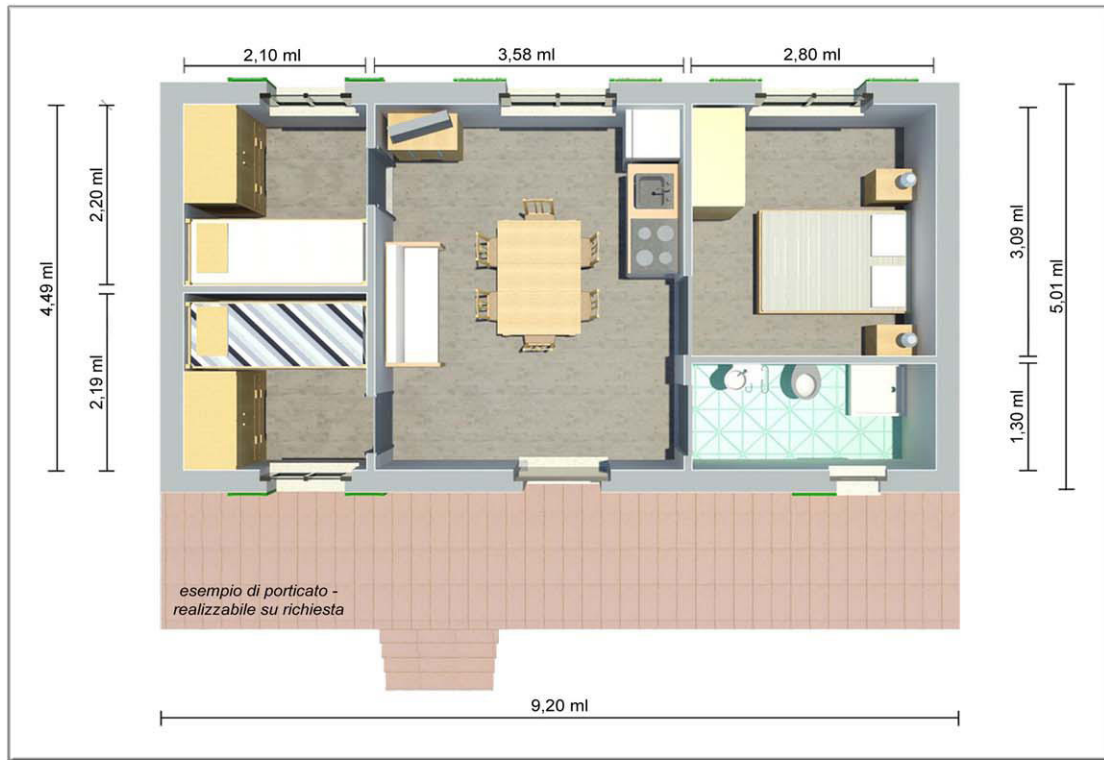 2,10 ml
3,58 ml
2,80 ml
2,20 ml
4,49 ml
2,19 ml
3,09 ml
5,01 ml
1,30 ml
esempio di porticato -
realizzabile su richiesta
9,20 ml